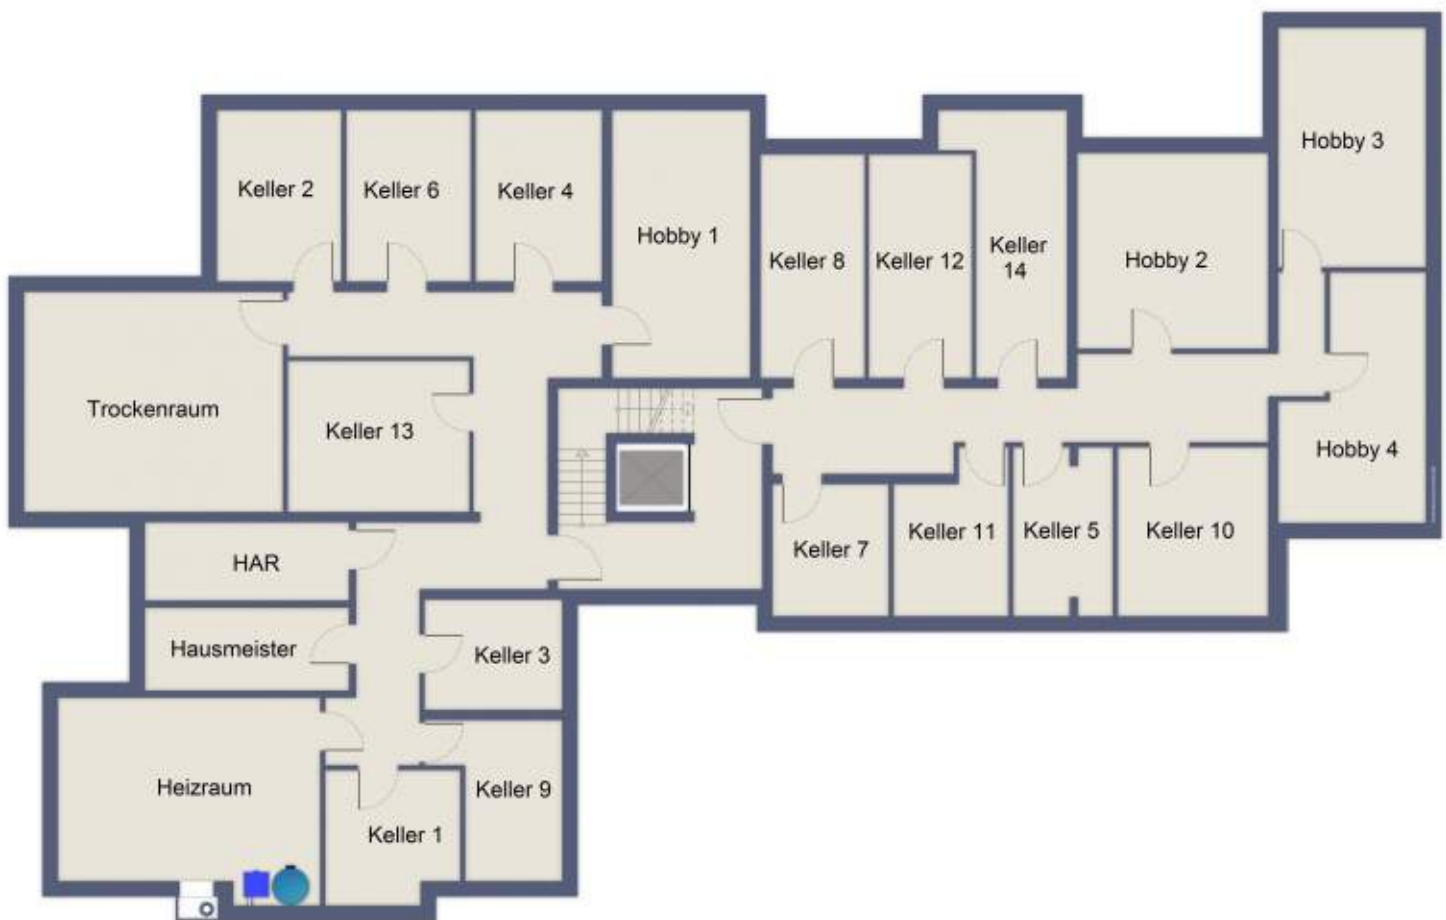 Hobby 3
Keller 2
Keller 6
Keller 4
Hobby 1
Keller 8
Keller 12
Keller
14
Hobby 2
Trockenraum
Keller 13
Hobby 4
HAR
Keller 7
Keller 11
Keller 5
Keller 10
Hausmeister
Keller 3
Heizraum
Keller 9
Keller 1